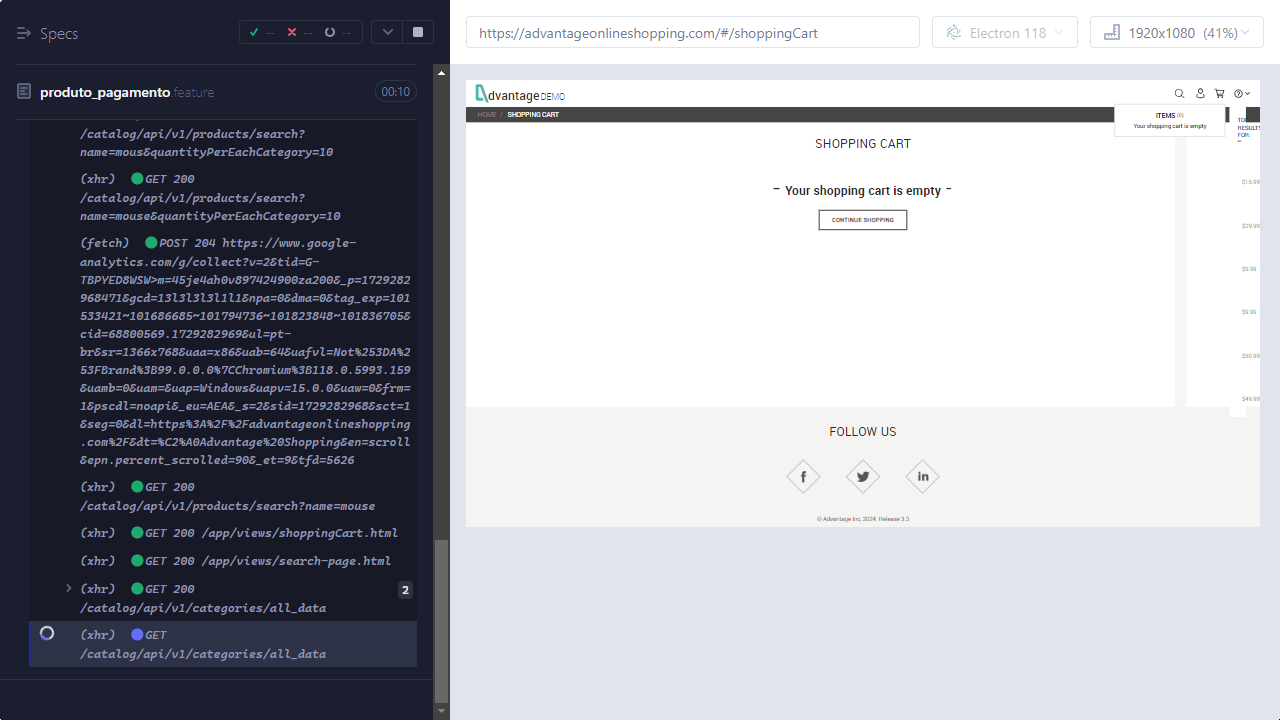 Specs
--
--
--
https://advantageonlineshopping.com/#/shoppingCart
Electron 118
1920x1080 (41%)
produto_pagamento.feature
00:10
/catalog/api/v1/products/search?
name=mous&quantityPerEachCategory=10
(xhr) GET 200
/catalog/api/v1/products/search?
name=mouse&quantityPerEachCategory=10
(fetch) POST 204 https://www.google-
analytics.com/g/collect?v=2&tid=G-
TBPYED8WSW>m=45je4ah0v897424900za200&_p=1729282
968471&gcd=13l3l3l3l1l1&npa=0&dma=0&tag_exp=101
533421~101686685~101794736~101823848~101836705&
cid=68800569.1729282969&ul=pt-
br&sr=1366x768&uaa=x86&uab=64&uafvl=Not%253DA%2
53FBrand%3B99.0.0.0%7CChromium%3B118.0.5993.159
&uamb=0&uam=&uap=Windows&uapv=15.0.0&uaw=0&frm=
1&pscdl=noapi&_eu=AEA&_s=2&sid=1729282968&sct=1
&seg=0&dl=https%3A%2F%2Fadvantageonlineshopping
.com%2F&dt=%C2%A0Advantage%20Shopping&en=scroll
&epn.percent_scrolled=90&_et=9&tfd=5626
(xhr) GET 200
/catalog/api/v1/products/search?name=mouse
(xhr) GET 200 /app/views/shoppingCart.html
(xhr) GET 200 /app/views/search-page.html
(xhr) GET 200
/catalog/api/v1/categories/all_data
2
(xhr) GET
/catalog/api/v1/categories/all_data
dvantage DEMO
HOME / SHOPPING CART
ITEMS (0)
Your shopping cart is empty
TOP
RESULTS
FOR:
SHOPPING CART
- Your shopping cart is empty -
CONTINUE SHOPPING
$29.99
$9.99
$9.99
$50.99
$49.99
FOLLOW US
© Advantage Inc, 2024. Release 3.3